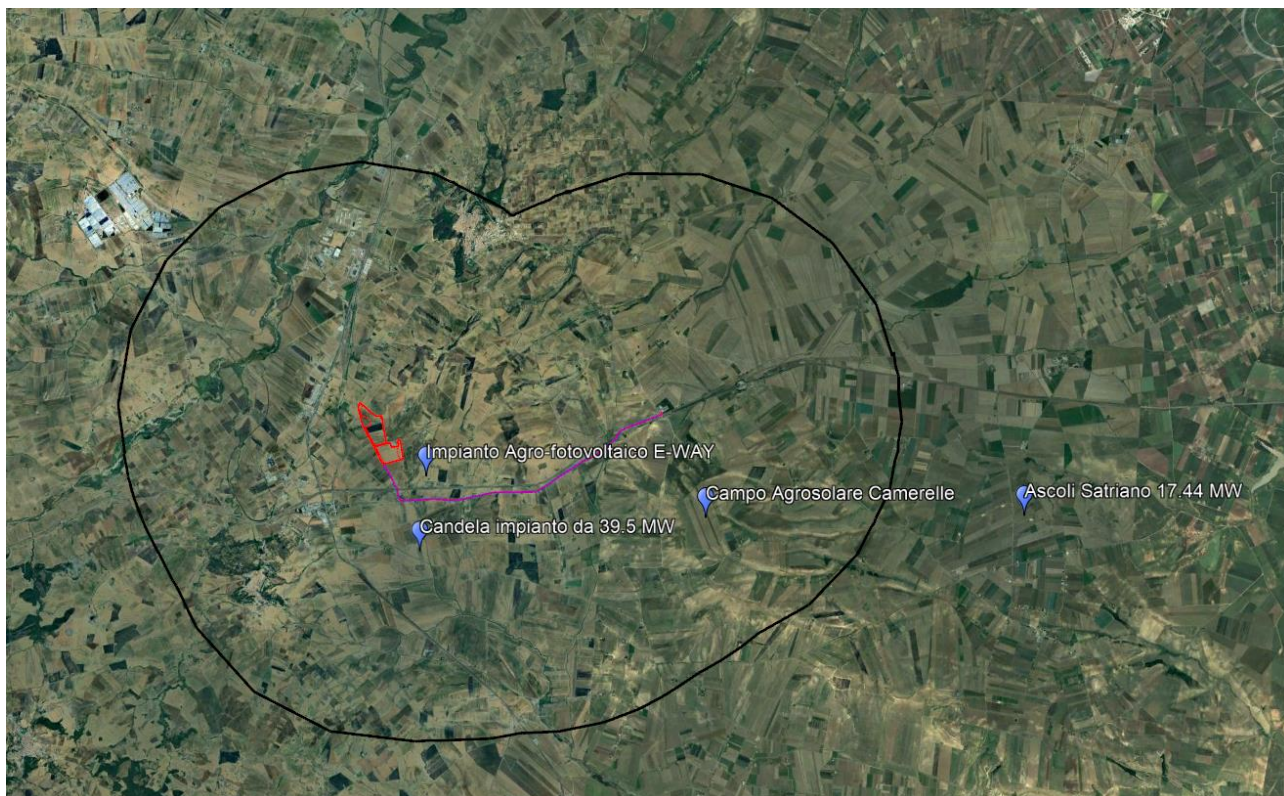 Impianto Agro-fotovoltaico E-WAY
Campo Agrosolare Camerelle
Ascoli Satriano 17.44 MW
Candela impianto da 39.5 MW